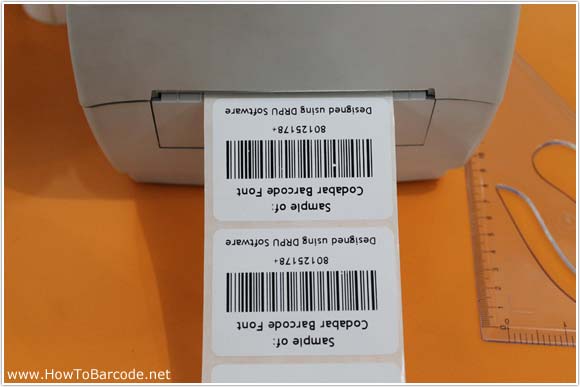 Sample of:
Codabar Barcode Font
80125178+
Designed using DRPU Software
Sample of:
Codabar Barcode Font
80125178+
Designed using DRPU Software
www.HowToBarcode.net